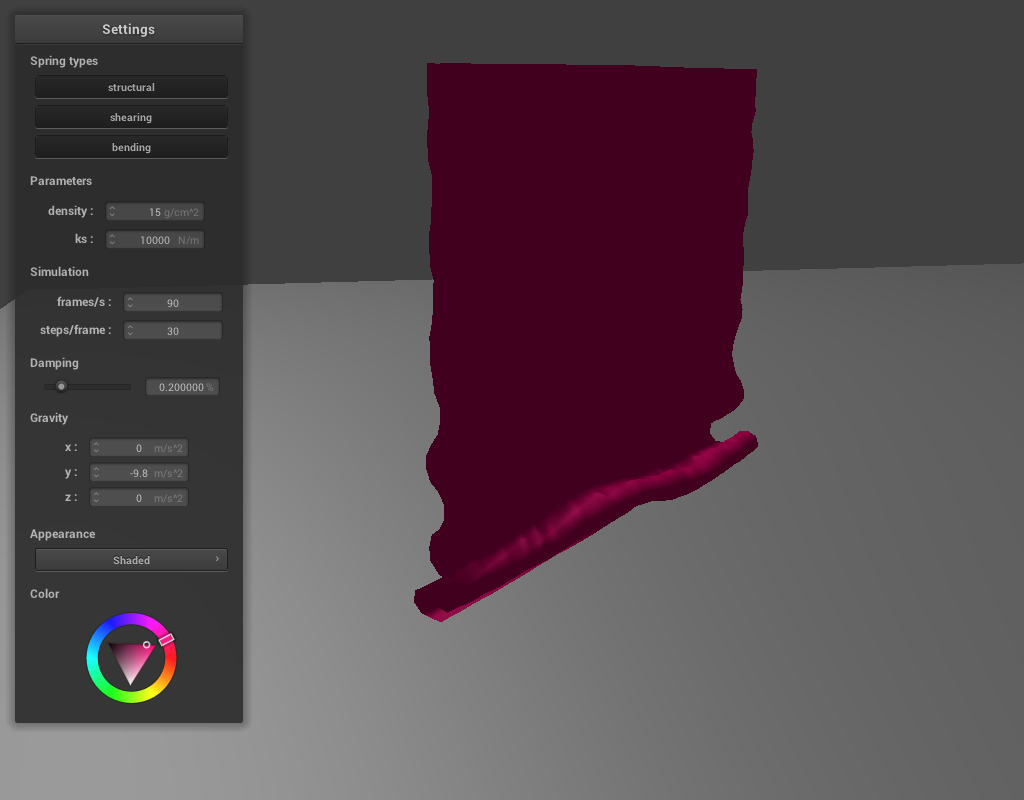 Settings
Spring types
structural
shearing
bending
Parameters
density : 15 g/cm^2
ks : 10000 N/m
Simulation
frames/s : 90
steps/frame : 30
Damping
0.200000 %
Gravity
x : 0 m/s^2
y : -9.8 m/s^2
z : 0 m/s^2
Appearance
Shaded
Color